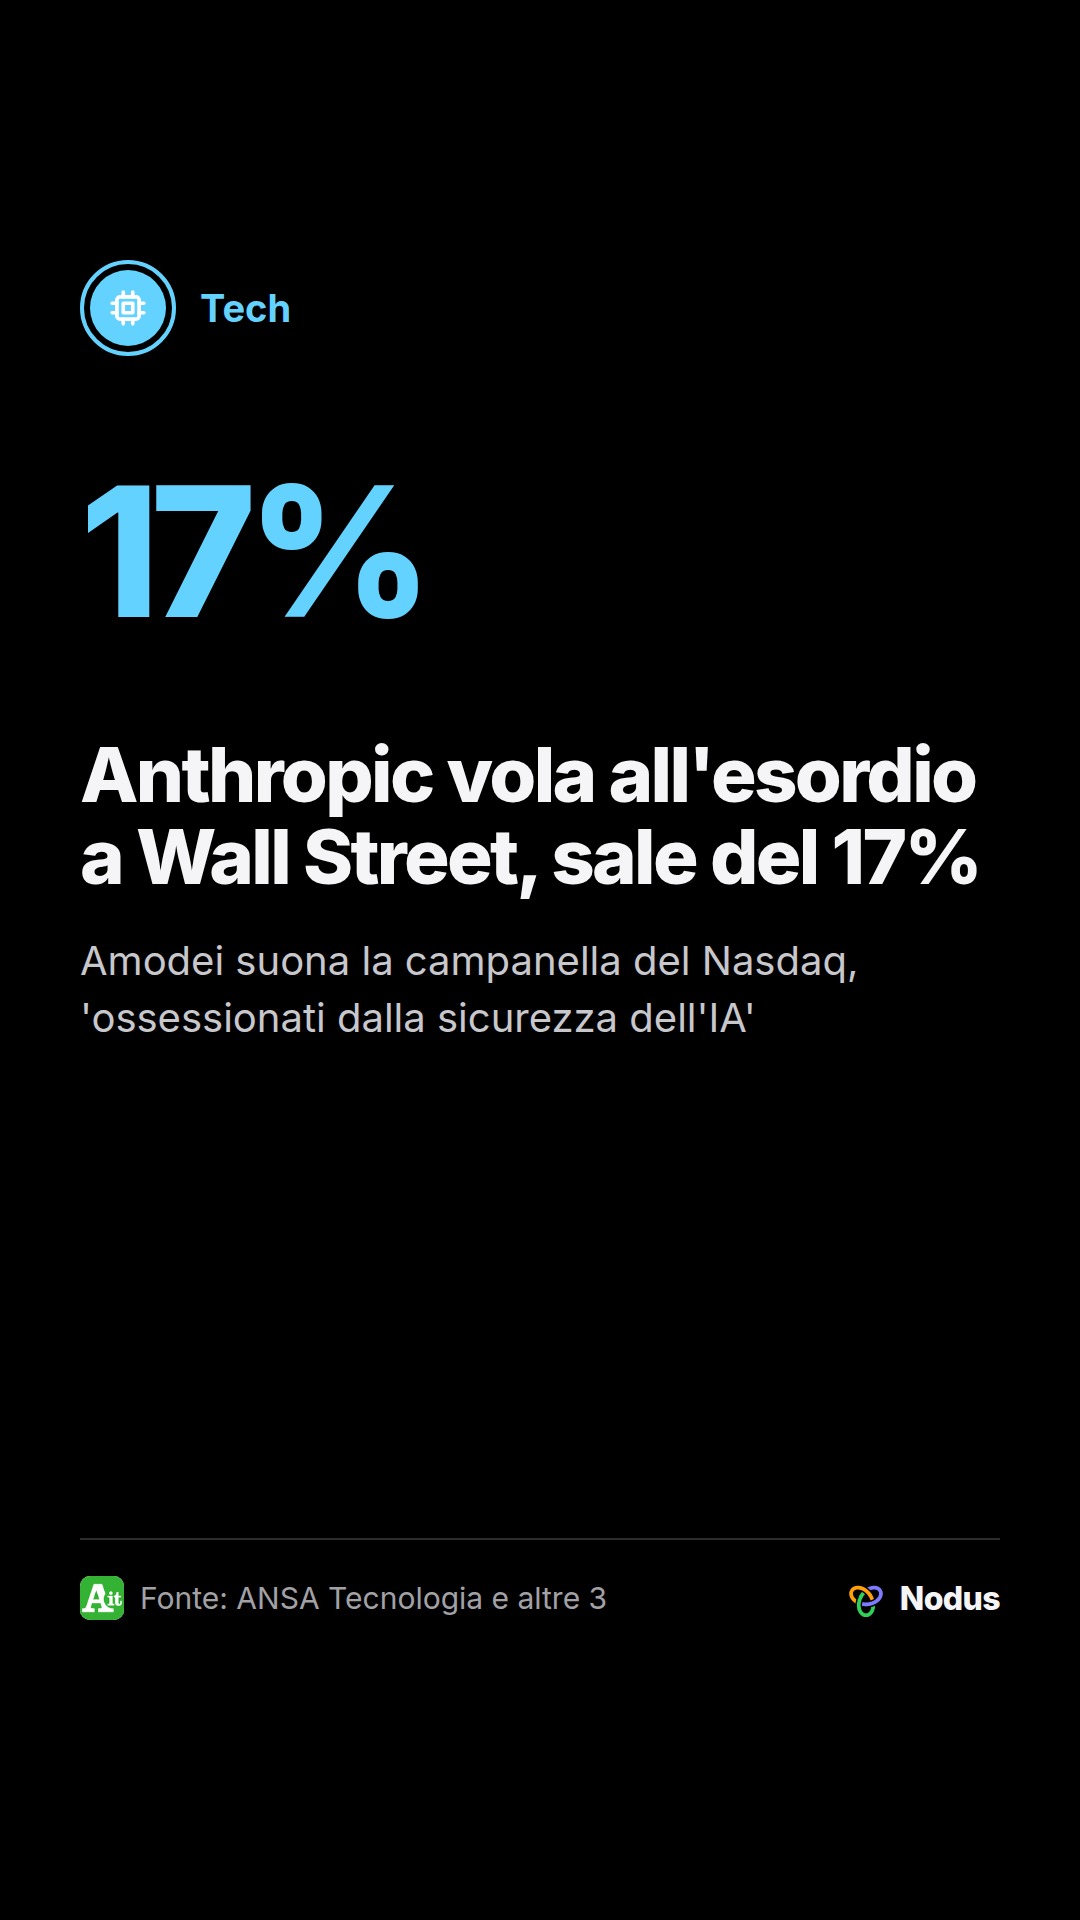 Tech
17%
Anthropic vola all'esordio
a Wall Street, sale del 17%
Amodei suona la campanella del Nasdaq,
'ossessionati dalla sicurezza dell'IA'
Ait Fonte: ANSA Tecnologia e altre 3
Nodus